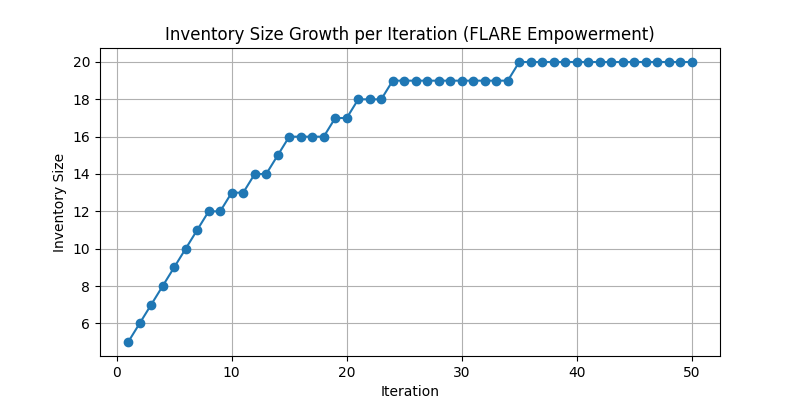 Inventory Size Growth per Iteration (FLARE Empowerment)
Inventory Size
20
18
16
14
12
10
8
6
0 10 20 30 40 50
Iteration